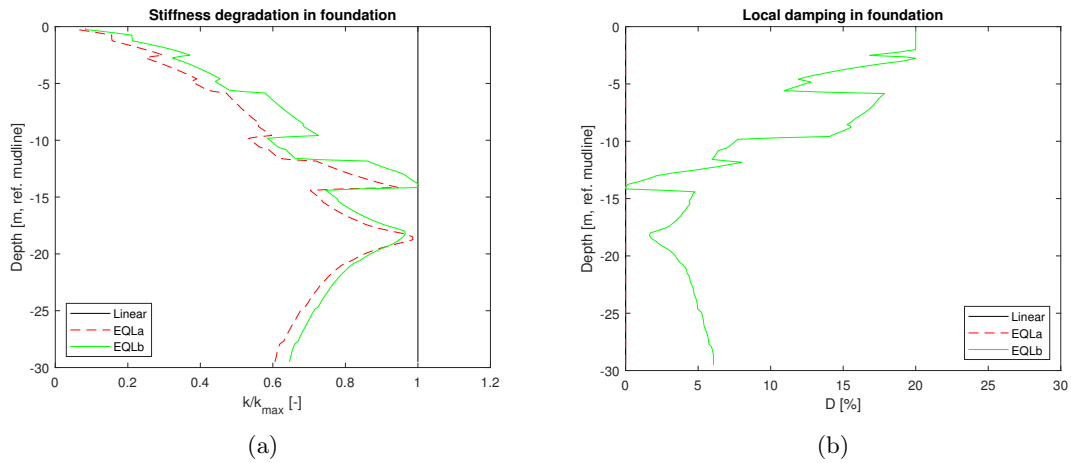 Stiffness degradation in foundation
0
-5
-10
-15
-20
-25
-30
Depth [m, ref. mudline]
Linear
EQLa
EQLb
0 0.2 0.4 0.6 0.8 1 1.2
k/k_max [-]
(a)
Local damping in foundation
0
-5
-10
-15
-20
-25
-30
Depth [m, ref. mudline]
Linear
EQLa
EQLb
0 5 10 15 20 25 30
D [%]
(b)